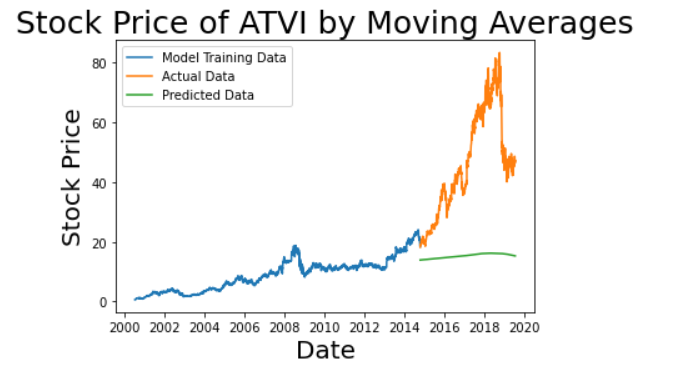 Stock Price of ATVI by Moving Averages
Model Training Data
Actual Data
Predicted Data
Stock Price
80
60
40
20
0
2000 2002 2004 2006 2008 2010 2012 2014 2016 2018 2020
Date